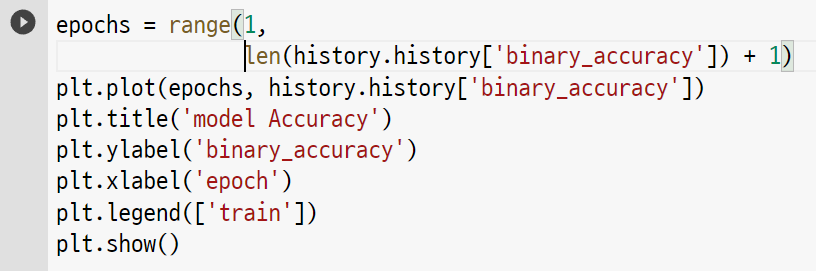 epochs = range(1,
len(history.history['binary_accuracy']) + 1)
plt.plot(epochs, history.history['binary_accuracy'])
plt.title('model Accuracy')
plt.ylabel('binary_accuracy')
plt.xlabel('epoch')
plt.legend(['train'])
plt.show()